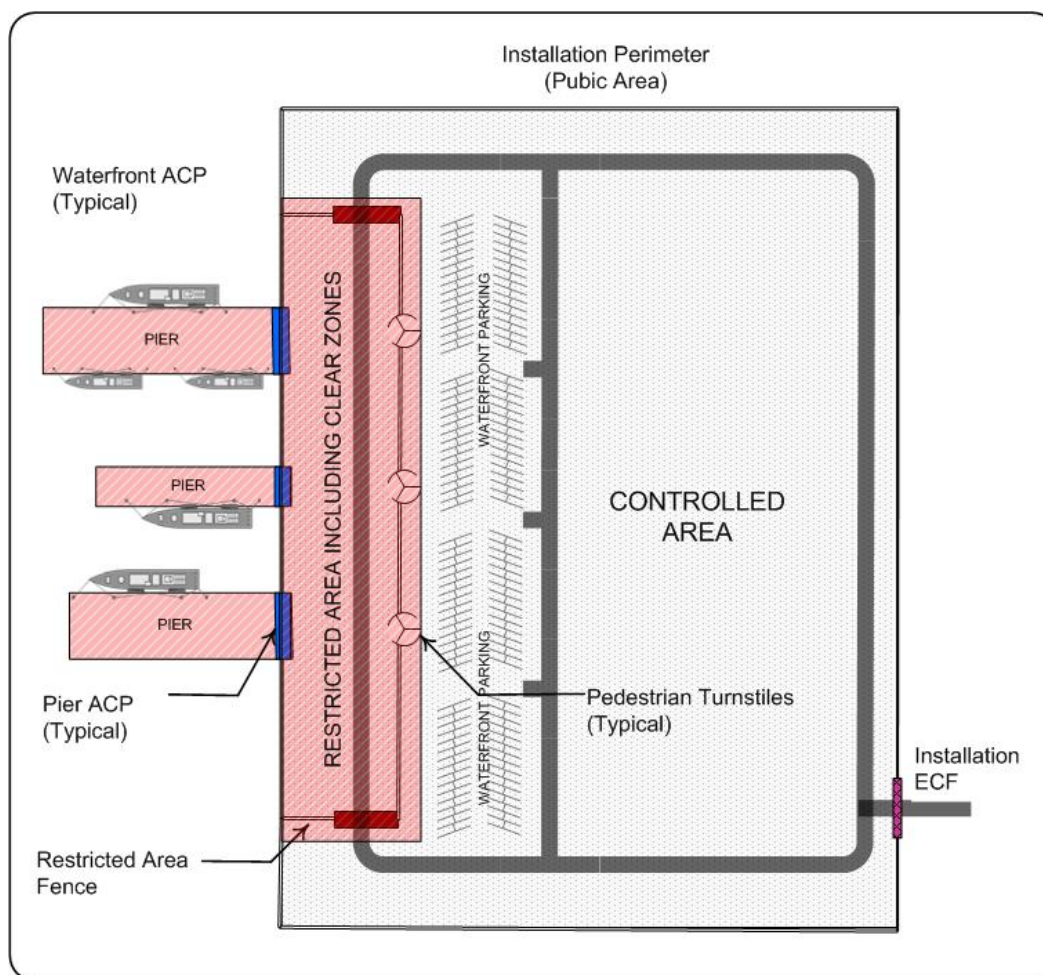 Installation Perimeter
(Pubic Area)
Waterfront ACP
(Typical)
PIER
PIER
PIER
RESTRICTED AREA INCLUDING CLEAR ZONES
WATERFRONT PARKING
WATERFRONT PARKING
CONTROLLED
AREA
Pier ACP
(Typical)
Pedestrian Turnstiles
(Typical)
Installation
ECF
Restricted Area
Fence